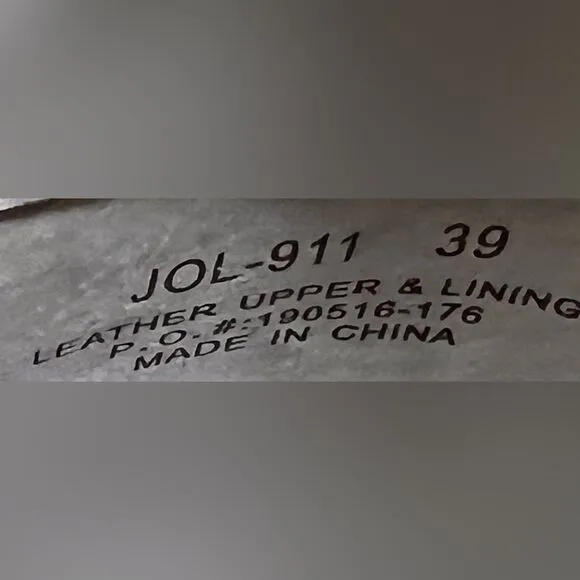 JOL-911 39
LEATHER UPPER & LINING
P.O.#:190516-176
MADE IN CHINA